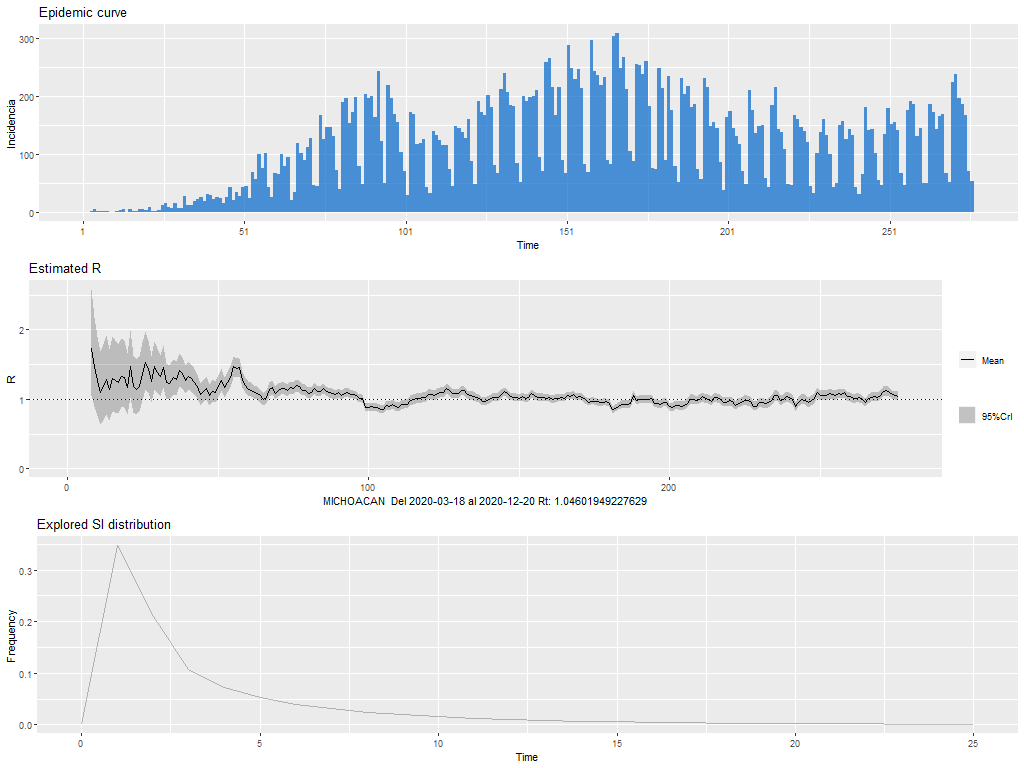 Epidemic curve
Incidencia
300
200
100
0
1 51 101 151 201 251
Time
Estimated R
R
2
1
0
0 100 200
MICHOACAN Del 2020-03-18 al 2020-12-20 Rt: 1.04601949227629
Mean
95%CrI
Explored SI distribution
Frequency
0.3
0.2
0.1
0.0
0 5 10 15 20 25
Time